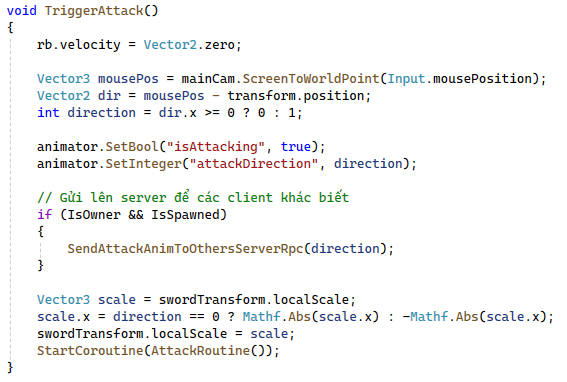 void TriggerAttack()
{
    rb.velocity = Vector2.zero;

    Vector3 mousePos = mainCam.ScreenToWorldPoint(Input.mousePosition);
    Vector2 dir = mousePos - transform.position;
    int direction = dir.x >= 0 ? 0 : 1;

    animator.SetBool("isAttacking", true);
    animator.SetInteger("attackDirection", direction);

    // Gửi lên server để các client khác biết
    if (IsOwner && IsSpawned)
    {
        SendAttackAnimToOthersServerRpc(direction);
    }

    Vector3 scale = swordTransform.localScale;
    scale.x = direction == 0 ? Mathf.Abs(scale.x) : -Mathf.Abs(scale.x);
    swordTransform.localScale = scale;
    StartCoroutine(AttackRoutine());
}